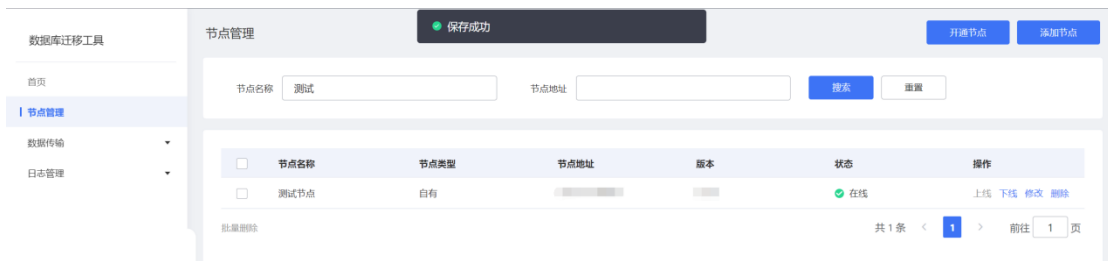 保存成功
数据库迁移工具
节点管理
开通节点 添加节点
首页
节点管理
数据传输
日志管理
节点名称 测试 节点地址 搜索 重置
节点名称 节点类型 节点地址 版本 状态 操作
测试节点 自有 在线 上线 下线 修改 删除
批量删除 共 1 条 < 1 > 前往 1 页